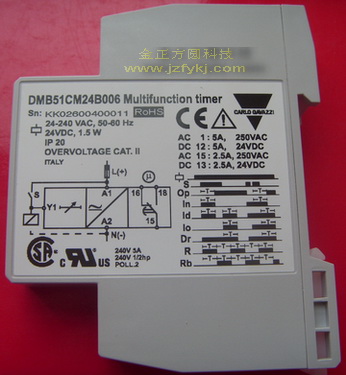 金正方圆科技
www.jzfykj.com
DMB51CM24B006 Multifunction timer
Sn: KK02600400011 RoHS
24-240 VAC, 50-60 Hz
24VDC, 1.5 W
IP 20
OVERVOLTAGE CAT. II
ITALY
CARLO GAVAZZI
AC 1 : 5A, 250VAC
DC 12 : 5A, 24VDC
AC 15 : 2.5A, 250VAC
DC 13 : 2.5A, 24VDC
L(+)
μ
S
Y1
A1
A2
16
18
15
N(-)
S
Op
In
Id
Io
Dr
R
Rb
SA
C
US
240V 5A
240V 1/2hp
POLL.2